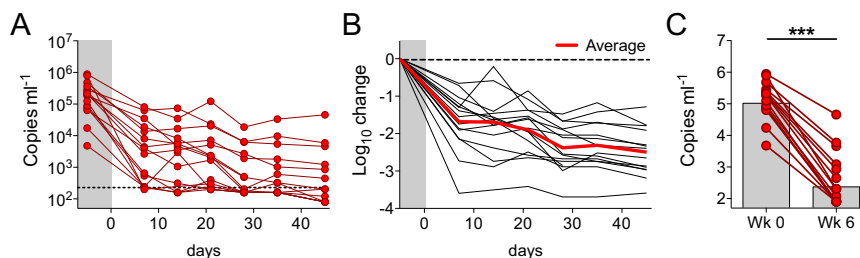 A
Copies ml⁻¹
10⁷
10⁶
10⁵
10⁴
10³
10²
0 10 20 30 40
days
B
Log₁₀ change
0
-1
-2
-3
-4
Average
0 10 20 30 40
days
C
Copies ml⁻¹
6
5
4
3
2
***
Wk 0 Wk 6